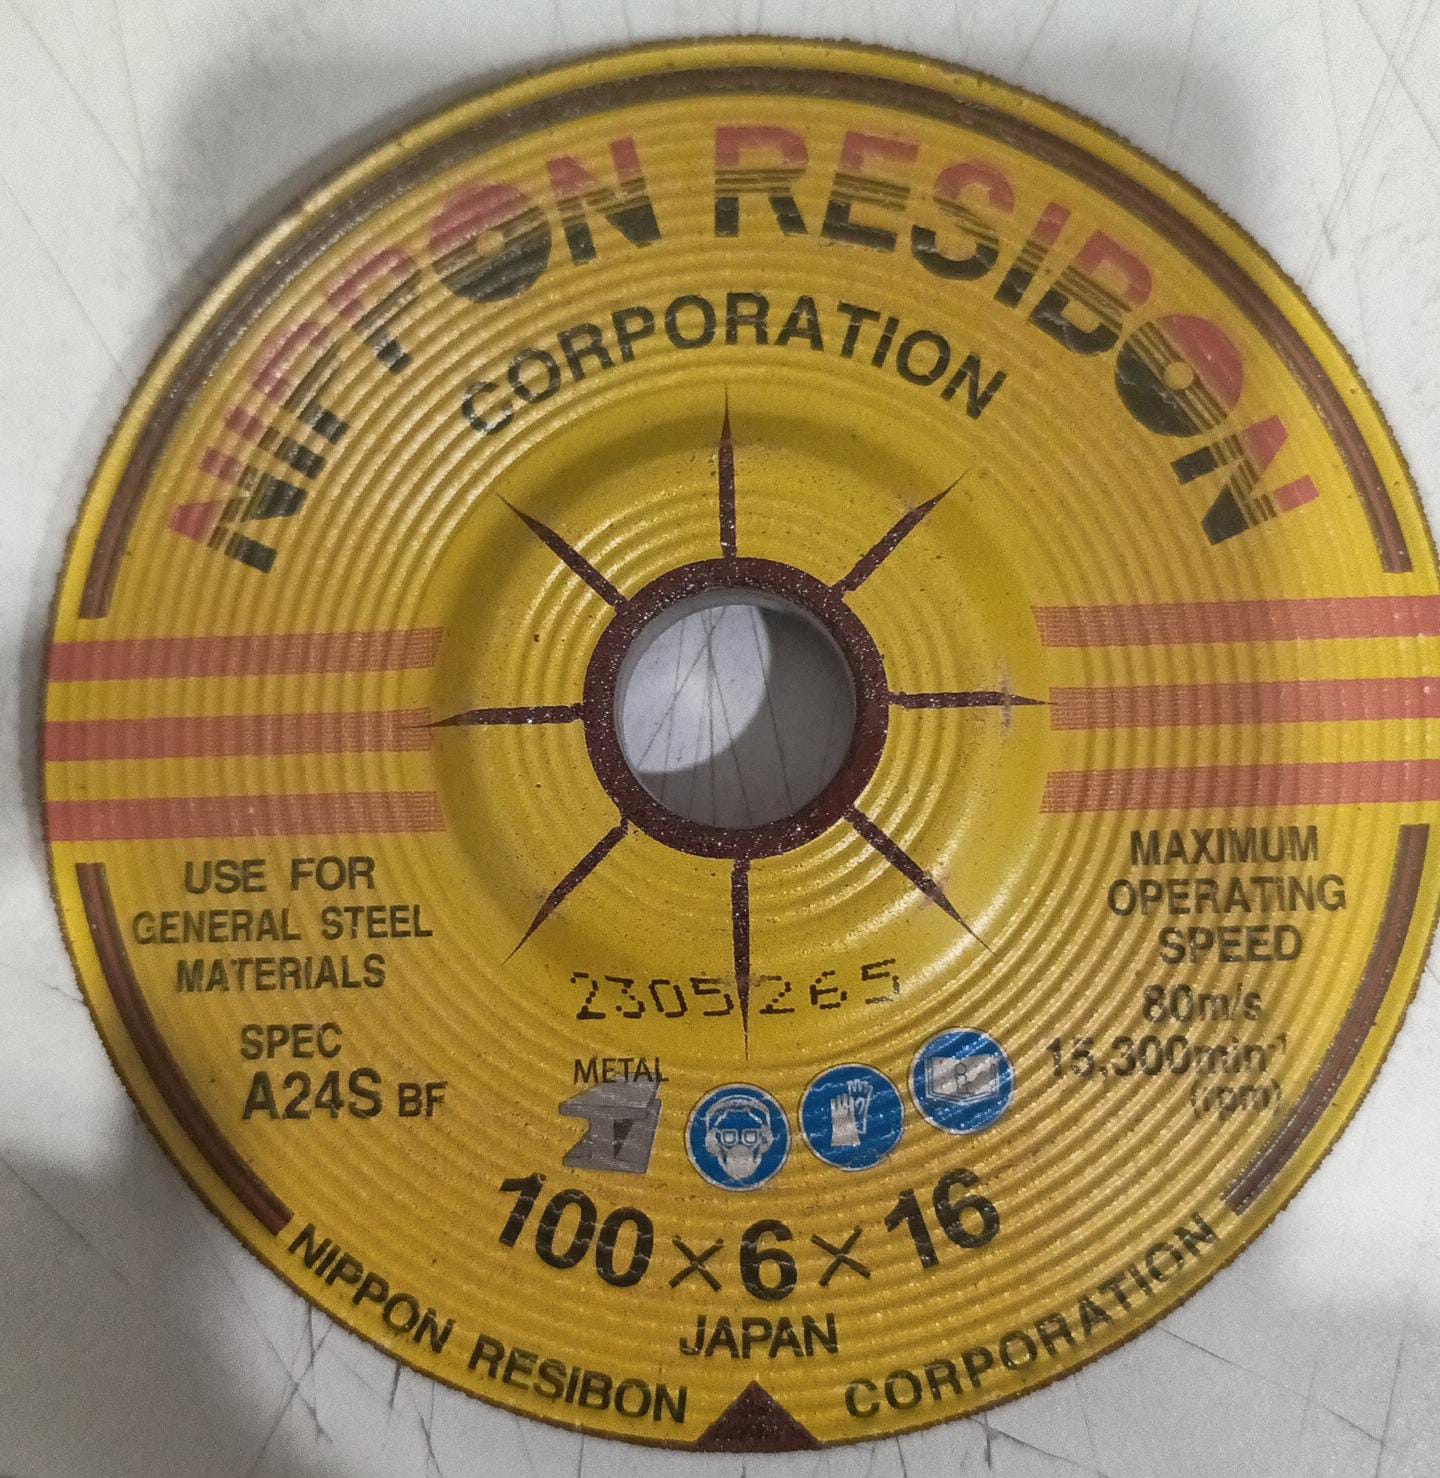 NIPPON RESIBON
CORPORATION
USE FOR
GENERAL STEEL
MATERIALS
SPEC
A24S BF
MAXIMUM
OPERATING
SPEED
80m/s
15,300min⁻¹
(rpm)
2305 265
METAL
100×6×16
JAPAN
NIPPON RESIBON CORPORATION